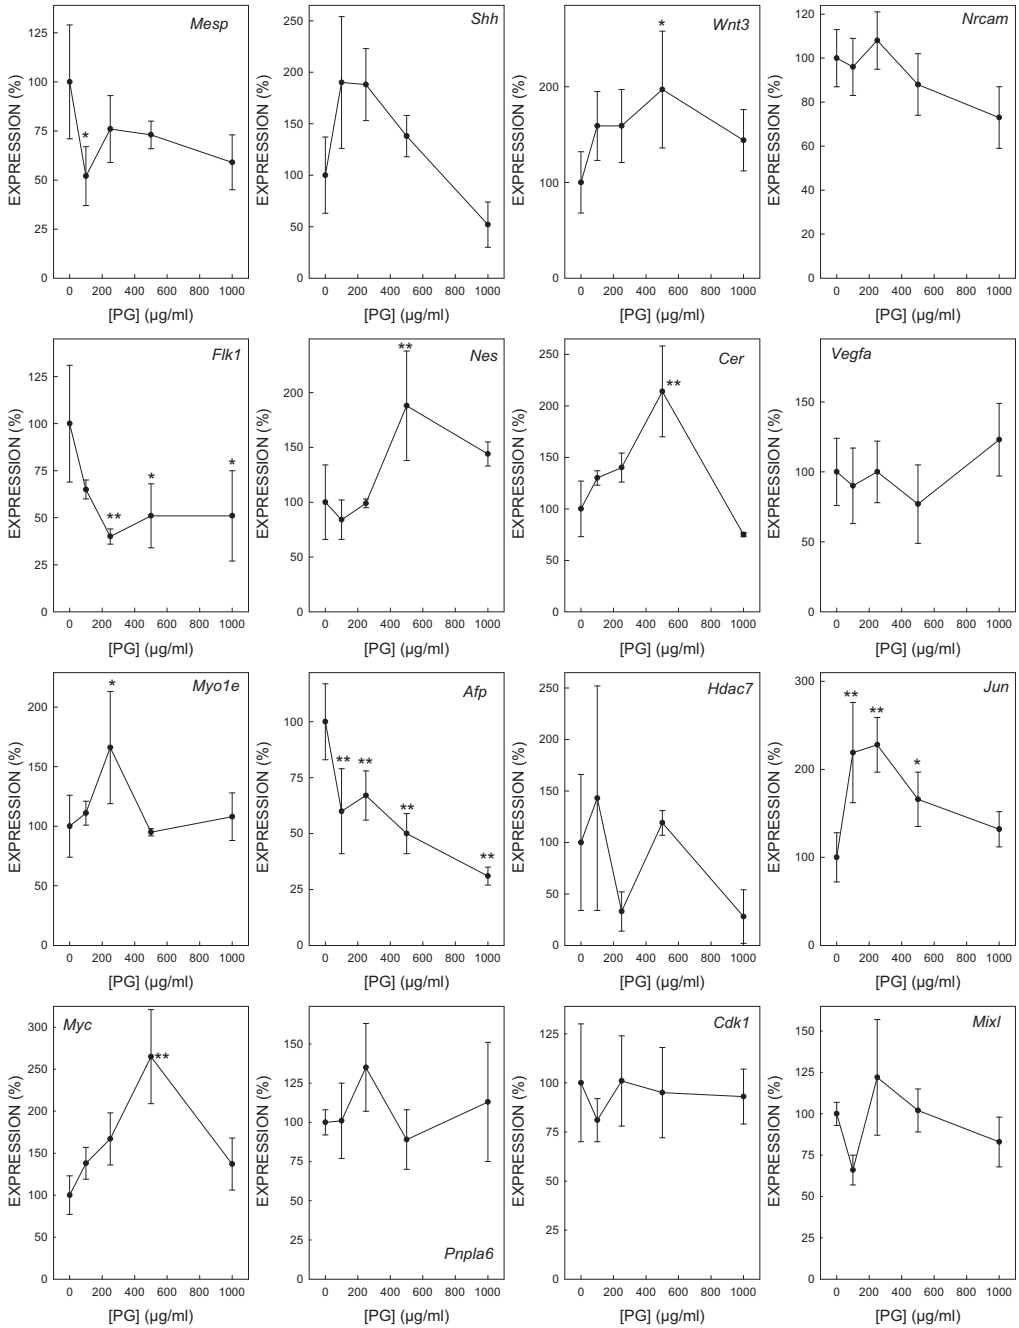 Mesp
EXPRESSION (%)
125
100
75
50
25
0
*
0 200 400 600 800 1000
[PG] (µg/ml)
Shh
EXPRESSION (%)
250
200
150
100
50
0
0 200 400 600 800 1000
[PG] (µg/ml)
Wnt3
EXPRESSION (%)
200
100
0
*
0 200 400 600 800 1000
[PG] (µg/ml)
Nrcam
EXPRESSION (%)
120
100
80
60
40
20
0
0 200 400 600 800 1000
[PG] (µg/ml)
Flk1
EXPRESSION (%)
125
100
75
50
25
0
** * *
0 200 400 600 800 1000
[PG] (µg/ml)
Nes
EXPRESSION (%)
200
150
100
50
0
**
0 200 400 600 800 1000
[PG] (µg/ml)
Cer
EXPRESSION (%)
250
200
150
100
50
0
**
0 200 400 600 800 1000
[PG] (µg/ml)
Vegfa
EXPRESSION (%)
150
100
50
0
0 200 400 600 800 1000
[PG] (µg/ml)
Myo1e
EXPRESSION (%)
200
150
100
50
0
*
0 200 400 600 800 1000
[PG] (µg/ml)
Afp
EXPRESSION (%)
100
75
50
25
0
** ** ** **
0 200 400 600 800 1000
[PG] (µg/ml)
Hdac7
EXPRESSION (%)
250
200
150
100
50
0
0 200 400 600 800 1000
[PG] (µg/ml)
Jun
EXPRESSION (%)
300
200
100
0
** ** *
0 200 400 600 800 1000
[PG] (µg/ml)
Myc
EXPRESSION (%)
300
250
200
150
100
50
0
**
0 200 400 600 800 1000
[PG] (µg/ml)
EXPRESSION (%)
150
125
100
75
50
25
0
Pnpla6
0 200 400 600 800 1000
[PG] (µg/ml)
Cdk1
EXPRESSION (%)
125
100
75
50
25
0
0 200 400 600 800 1000
[PG] (µg/ml)
Mixl
EXPRESSION (%)
150
125
100
75
50
25
0
0 200 400 600 800 1000
[PG] (µg/ml)